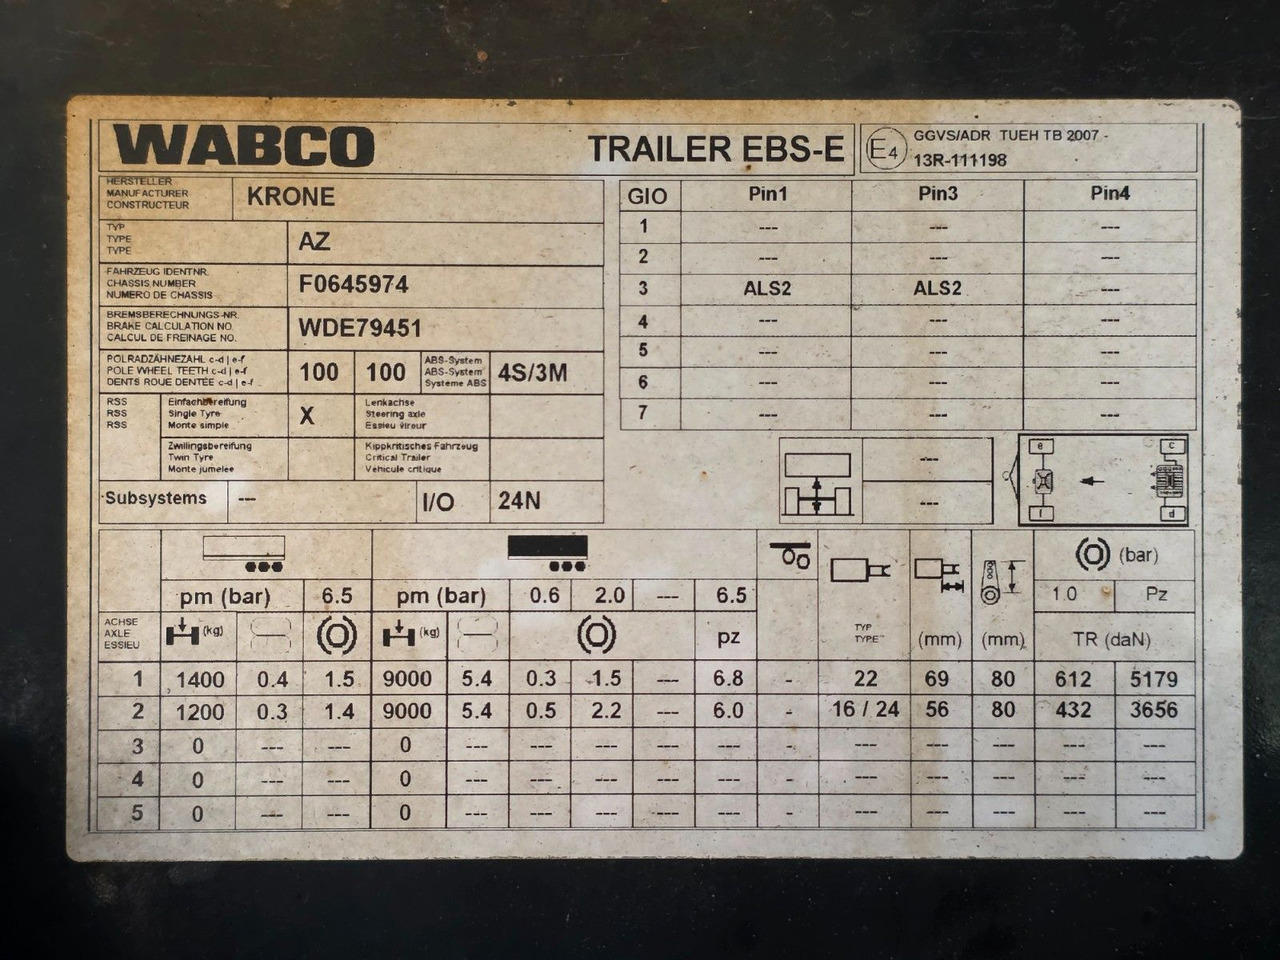 WABCO TRAILER EBS-E E4 GGVS/ADR TUEH TB 2007 -
13R-111198
HERSTELLER
MANUFACTURER
CONSTRUCTEUR
KRONE
TYP
TYPE
TYPE
AZ
FAHRZEUG IDENTNR.
CHASSIS NUMBER
NUMERO DE CHASSIS
F0645974
BREMSBERECHNUNGS-NR.
BRAKE CALCULATION NO.
CALCUL DE FREINAGE NO.
WDE79451
POLRADZÄHNEZAHL c-d | e-f
POLE WHEEL TEETH c-d | e-f
DENTS ROUE DENTÉE c-d | e-f
100 100
ABS-System
ABS-System
Systeme ABS
4S/3M
RSS
RSS
RSS
Einfachbereifung
Single Tyre
Monte simple
X
Lenkachse
Steering axle
Essieu vireur
Zwillingsbereifung
Twin Tyre
Monte jumelee
Kippkritisches Fahrzeug
Critical Trailer
Vehicule critique
Subsystems --- I/O 24N
GIO Pin1 Pin3 Pin4
1 --- --- ---
2 --- --- ---
3 ALS2 ALS2 ---
4 --- --- ---
5 --- --- ---
6 --- --- ---
7 --- --- ---
---
---
e c
f d
(bar)
pm (bar) 6.5 pm (bar) 0.6 2.0 --- 6.5 1.0 Pz
ACHSE
AXLE
ESSIEU
(kg) (kg) pz
TYP
TYPE
(mm) (mm) TR (daN)
1 1400 0.4 1.5 9000 5.4 0.3 1.5 --- 6.8 - 22 69 80 612 5179
2 1200 0.3 1.4 9000 5.4 0.5 2.2 --- 6.0 - 16 / 24 56 80 432 3656
3 0 --- --- 0 --- --- --- --- --- - --- --- --- --- ---
4 0 --- --- 0 --- --- --- --- --- - --- --- --- --- ---
5 0 --- --- 0 --- --- --- --- --- - --- --- --- --- ---